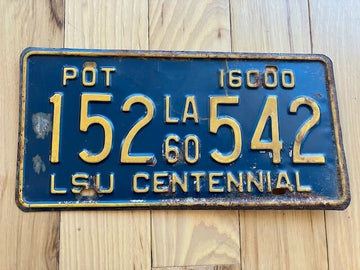 POT 16000
152 LA 60 542
LSU CENTENNIAL